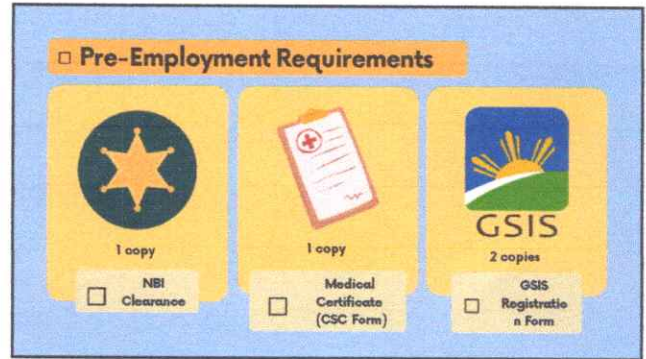 □ Pre-Employment Requirements
1 copy
□ NBI
Clearance
1 copy
□ Medical
Certificate
(CSC Form)
GSIS
2 copies
□ GSIS
Registratio
n Form